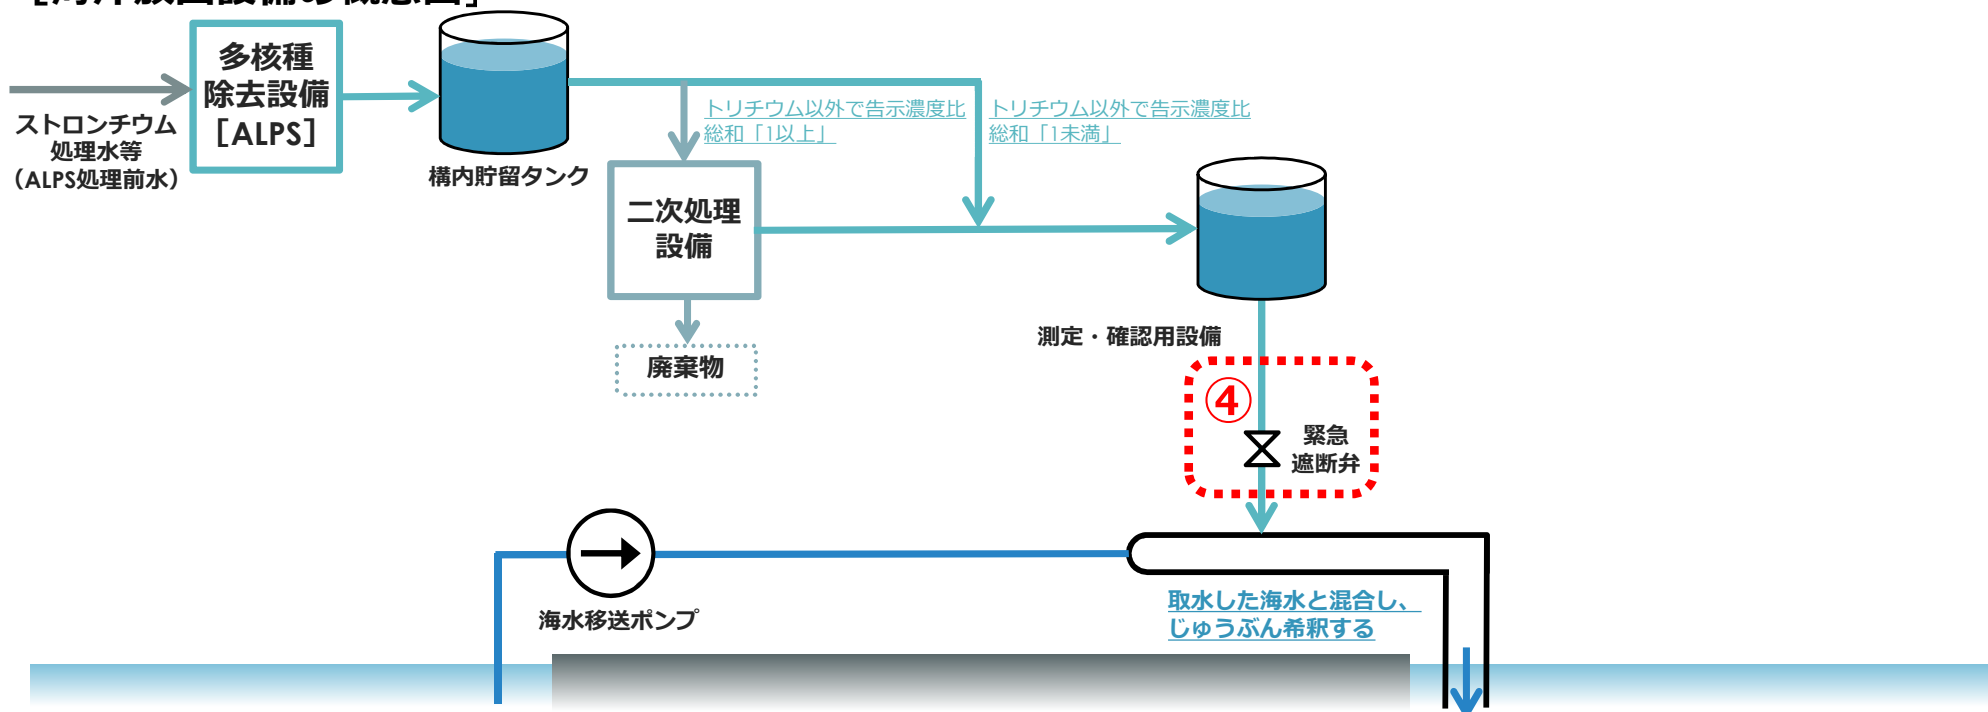 多核種
除去設備
［ALPS］
ストロンチウム
処理水等
（ALPS処理前水）
構内貯留タンク
トリチウム以外で告示濃度比
総和「1以上」
トリチウム以外で告示濃度比
総和「1未満」
二次処理
設備
廃棄物
測定・確認用設備
④
緊急
遮断弁
海水移送ポンプ
取水した海水と混合し、
じゅうぶん希釈する